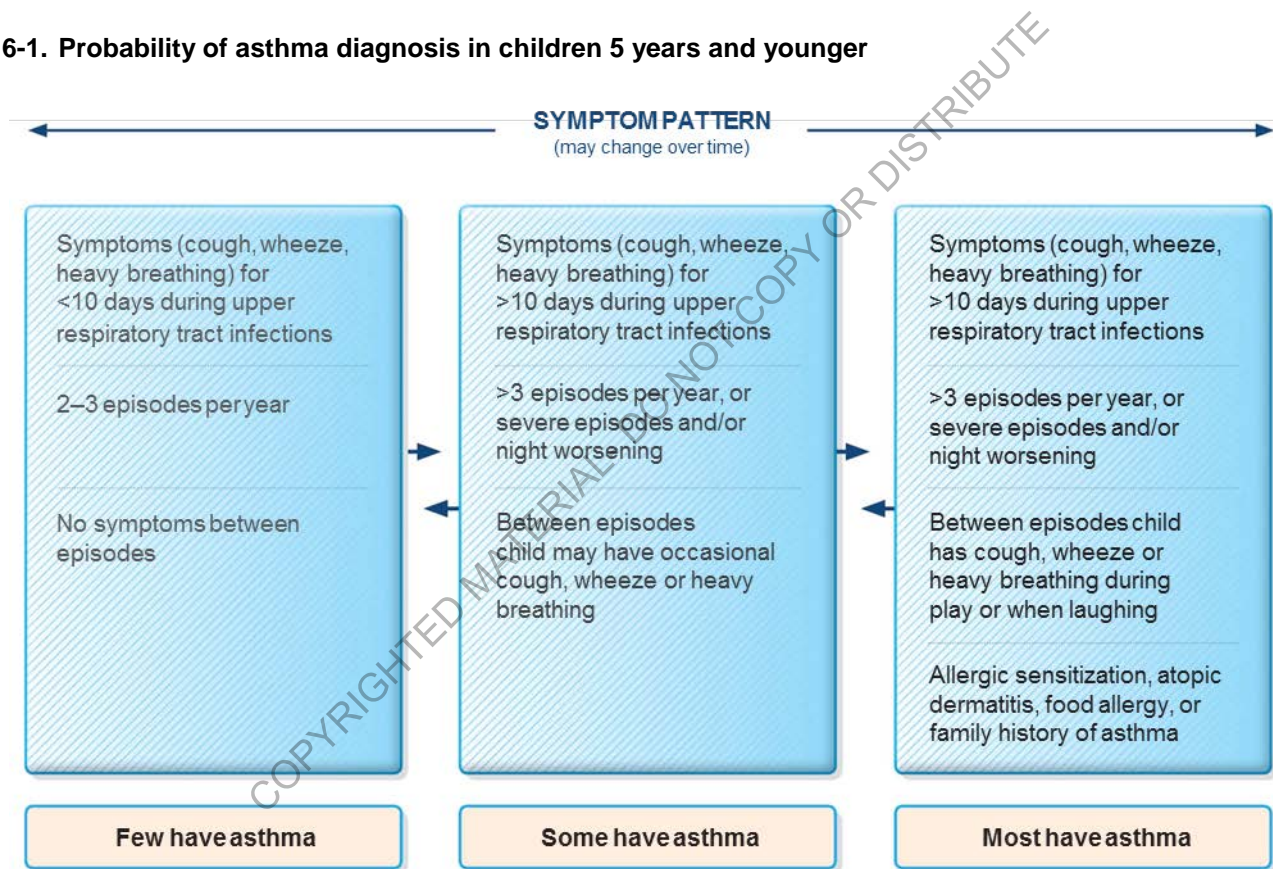 6-1. Probability of asthma diagnosis in children 5 years and younger
SYMPTOM PATTERN
(may change over time)
Symptoms (cough, wheeze,
heavy breathing) for
<10 days during upper
respiratory tract infections
2–3 episodes per year
No symptoms between
episodes
Symptoms (cough, wheeze,
heavy breathing) for
>10 days during upper
respiratory tract infections
>3 episodes per year, or
severe episodes and/or
night worsening
Between episodes
child may have occasional
cough, wheeze or heavy
breathing
Symptoms (cough, wheeze,
heavy breathing) for
>10 days during upper
respiratory tract infections
>3 episodes per year, or
severe episodes and/or
night worsening
Between episodes child
has cough, wheeze or
heavy breathing during
play or when laughing
Allergic sensitization, atopic
dermatitis, food allergy, or
family history of asthma
Few have asthma
Some have asthma
Most have asthma
COPYRIGHTED MATERIAL- DO NOT COPY OR DISTRIBUTE